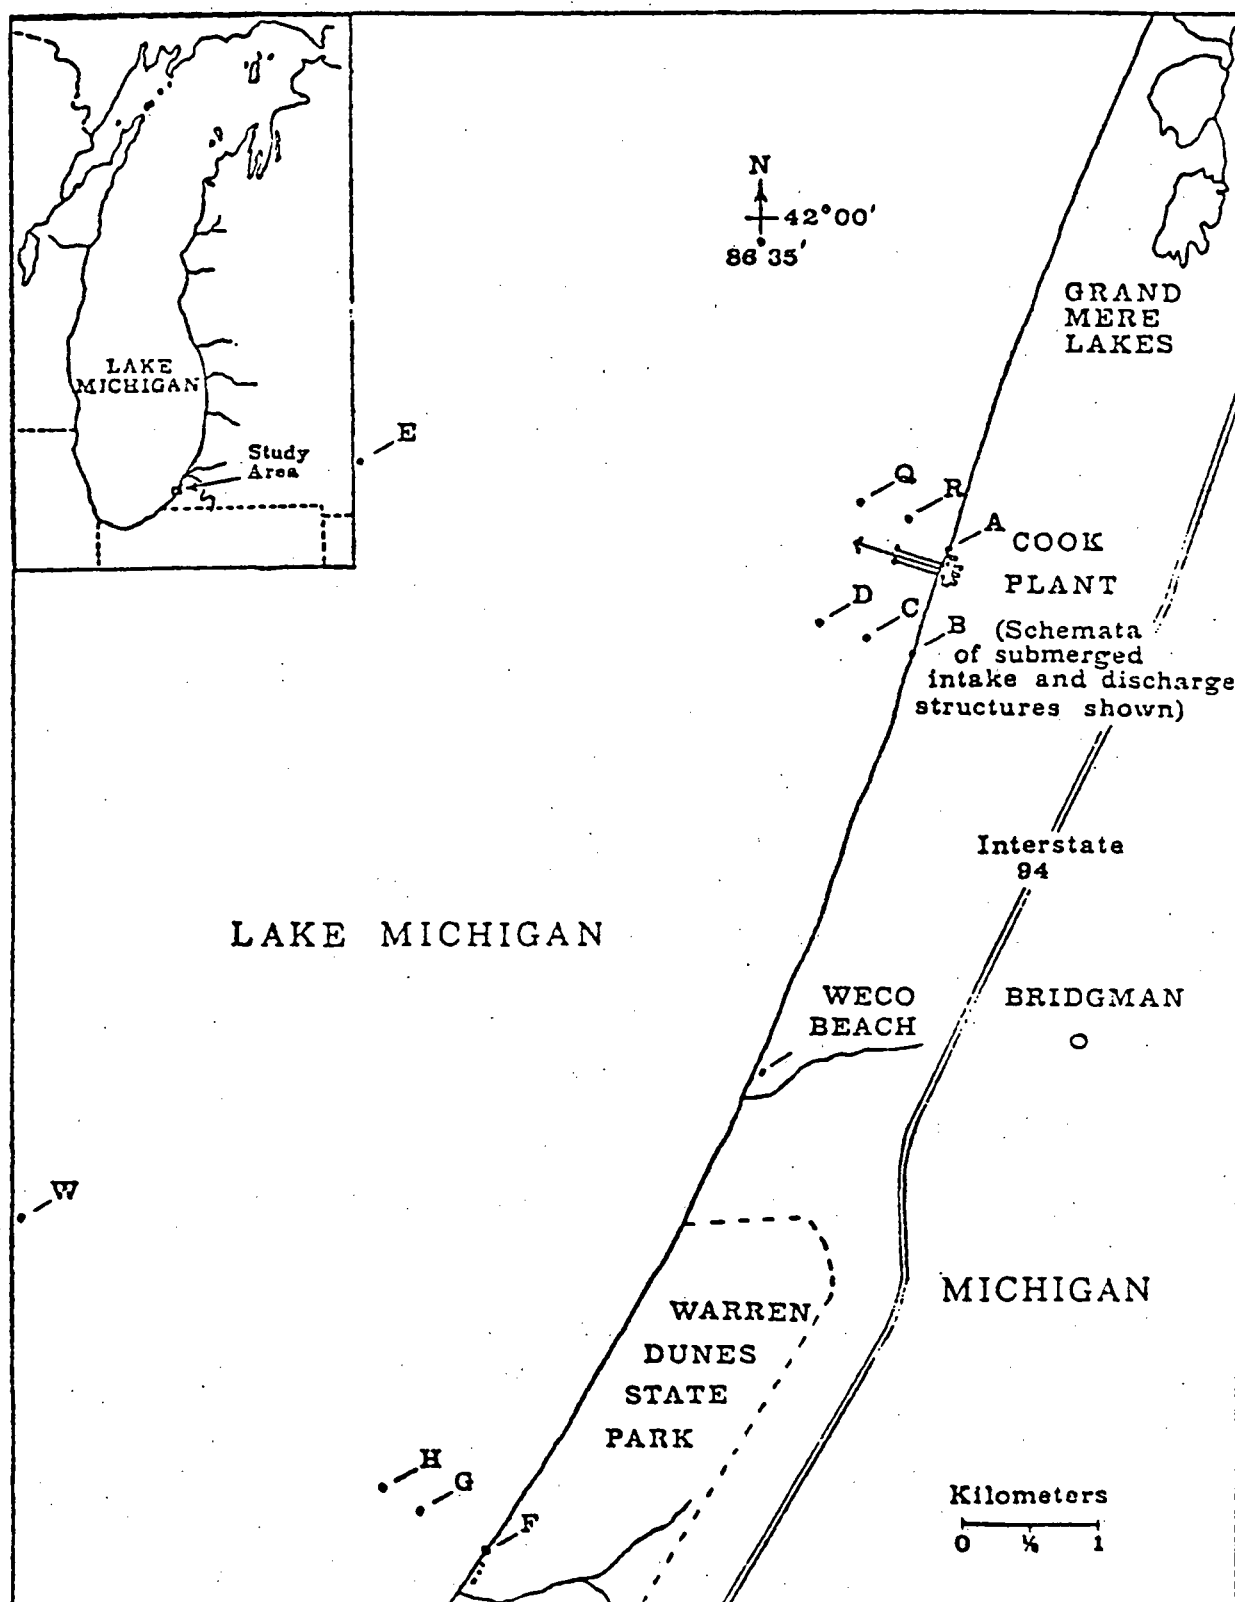 LAKE
MICHIGAN
Study
Area
N
42°00'
86 35'
GRAND
MERE
LAKES
E
Q
R
A
COOK
PLANT
D
C
B
(Schemata
of submerged
intake and discharge
structures shown)
Interstate
94
LAKE MICHIGAN
WECO
BEACH
BRIDGMAN
W
MICHIGAN
WARREN
DUNES
STATE
PARK
H
G
F
Kilometers
0 ½ 1